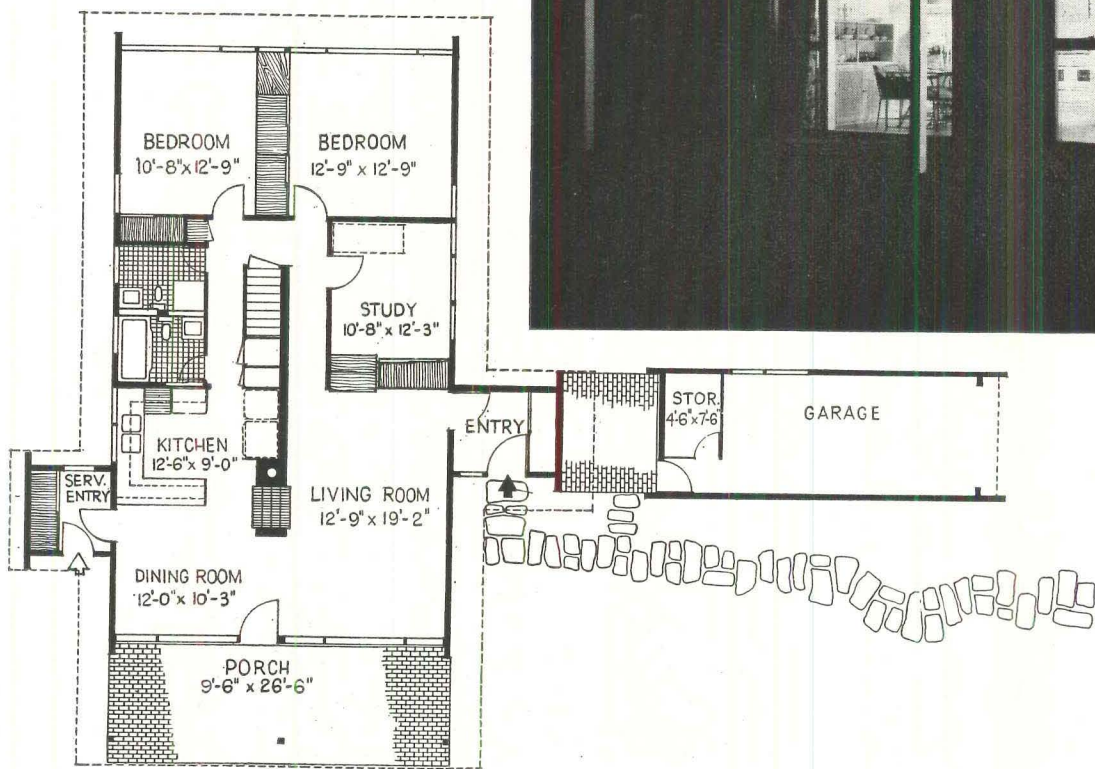 BEDROOM
10'-8" x 12'-9"
BEDROOM
12'-9" x 12'-9"
STUDY
10'-8" x 12'-3"
KITCHEN
12'-6" x 9'-0"
SERV.
ENTRY
LIVING ROOM
12'-9" x 19'-2"
ENTRY
STOR.
4'-6" x 7'-6"
GARAGE
DINING ROOM
12'-0" x 10'-3"
PORCH
9'-6" x 26'-6"